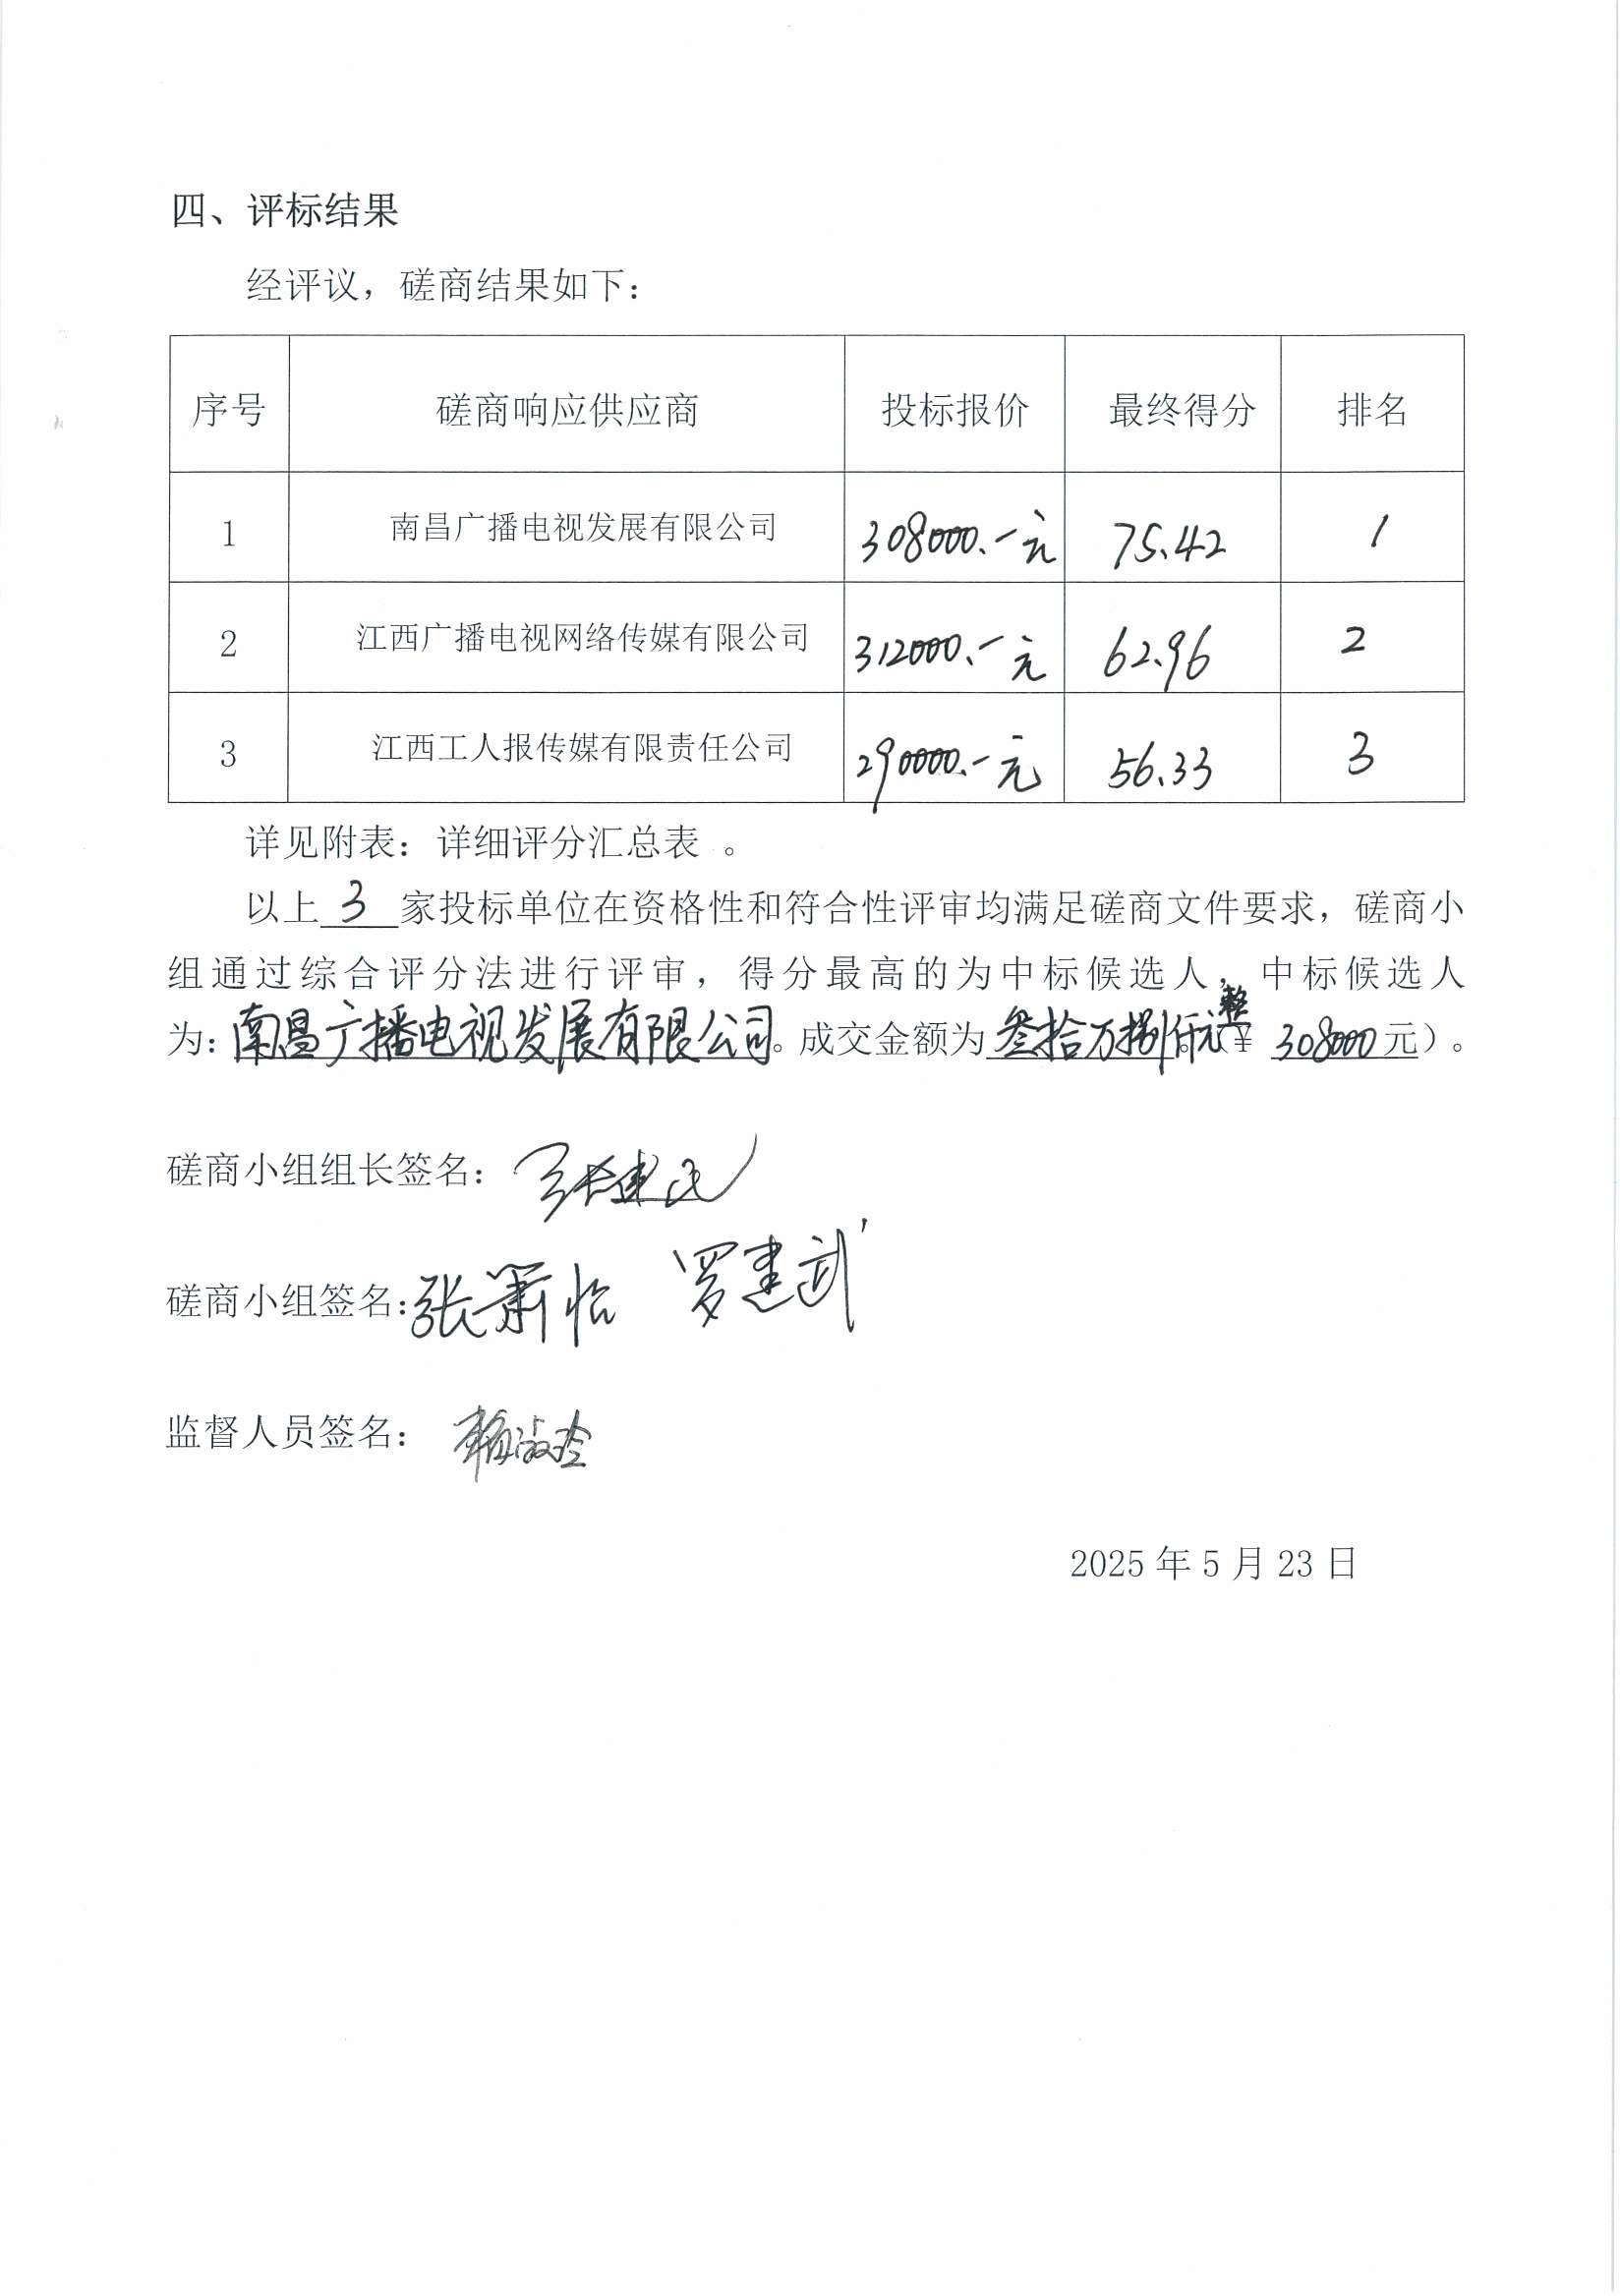 四、评标结果
经评议，磋商结果如下：
序号 磋商响应供应商 投标报价 最终得分 排名
1 南昌广播电视发展有限公司 308000.一元 75.42 1
2 江西广播电视网络传媒有限公司 312000.一元 62.96 2
3 江西工人报传媒有限责任公司 290000.一元 56.33 3
详见附表：详细评分汇总表 。
以上 3 家投标单位在资格性和符合性评审均满足磋商文件要求，磋商小
组通过综合评分法进行评审，得分最高的为中标候选人，中标候选人
为：南昌广播电视发展有限公司。成交金额为 叁拾万捌仟元整。（¥ 308000元）。
磋商小组组长签名：张建民
磋商小组签名：张萧怡 罗建武
监督人员签名：
2025年5月23日